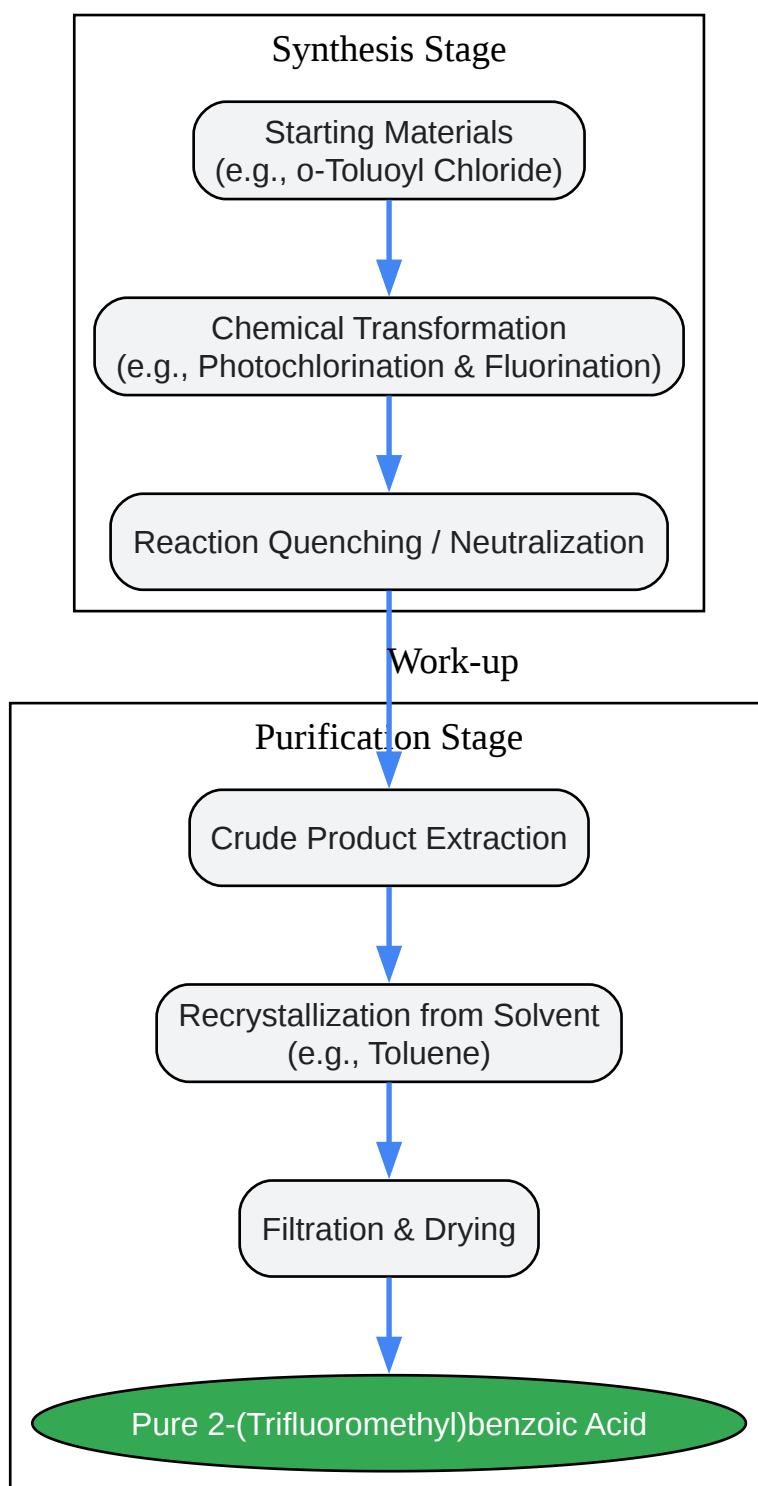 Synthesis Stage
Starting Materials
(e.g., o-Toluoyl Chloride)
Chemical Transformation
(e.g., Photochlorination & Fluorination)
Reaction Quenching / Neutralization
Work-up
Purification Stage
Crude Product Extraction
Recrystallization from Solvent
(e.g., Toluene)
Filtration & Drying
Pure 2-(Trifluoromethyl)benzoic Acid